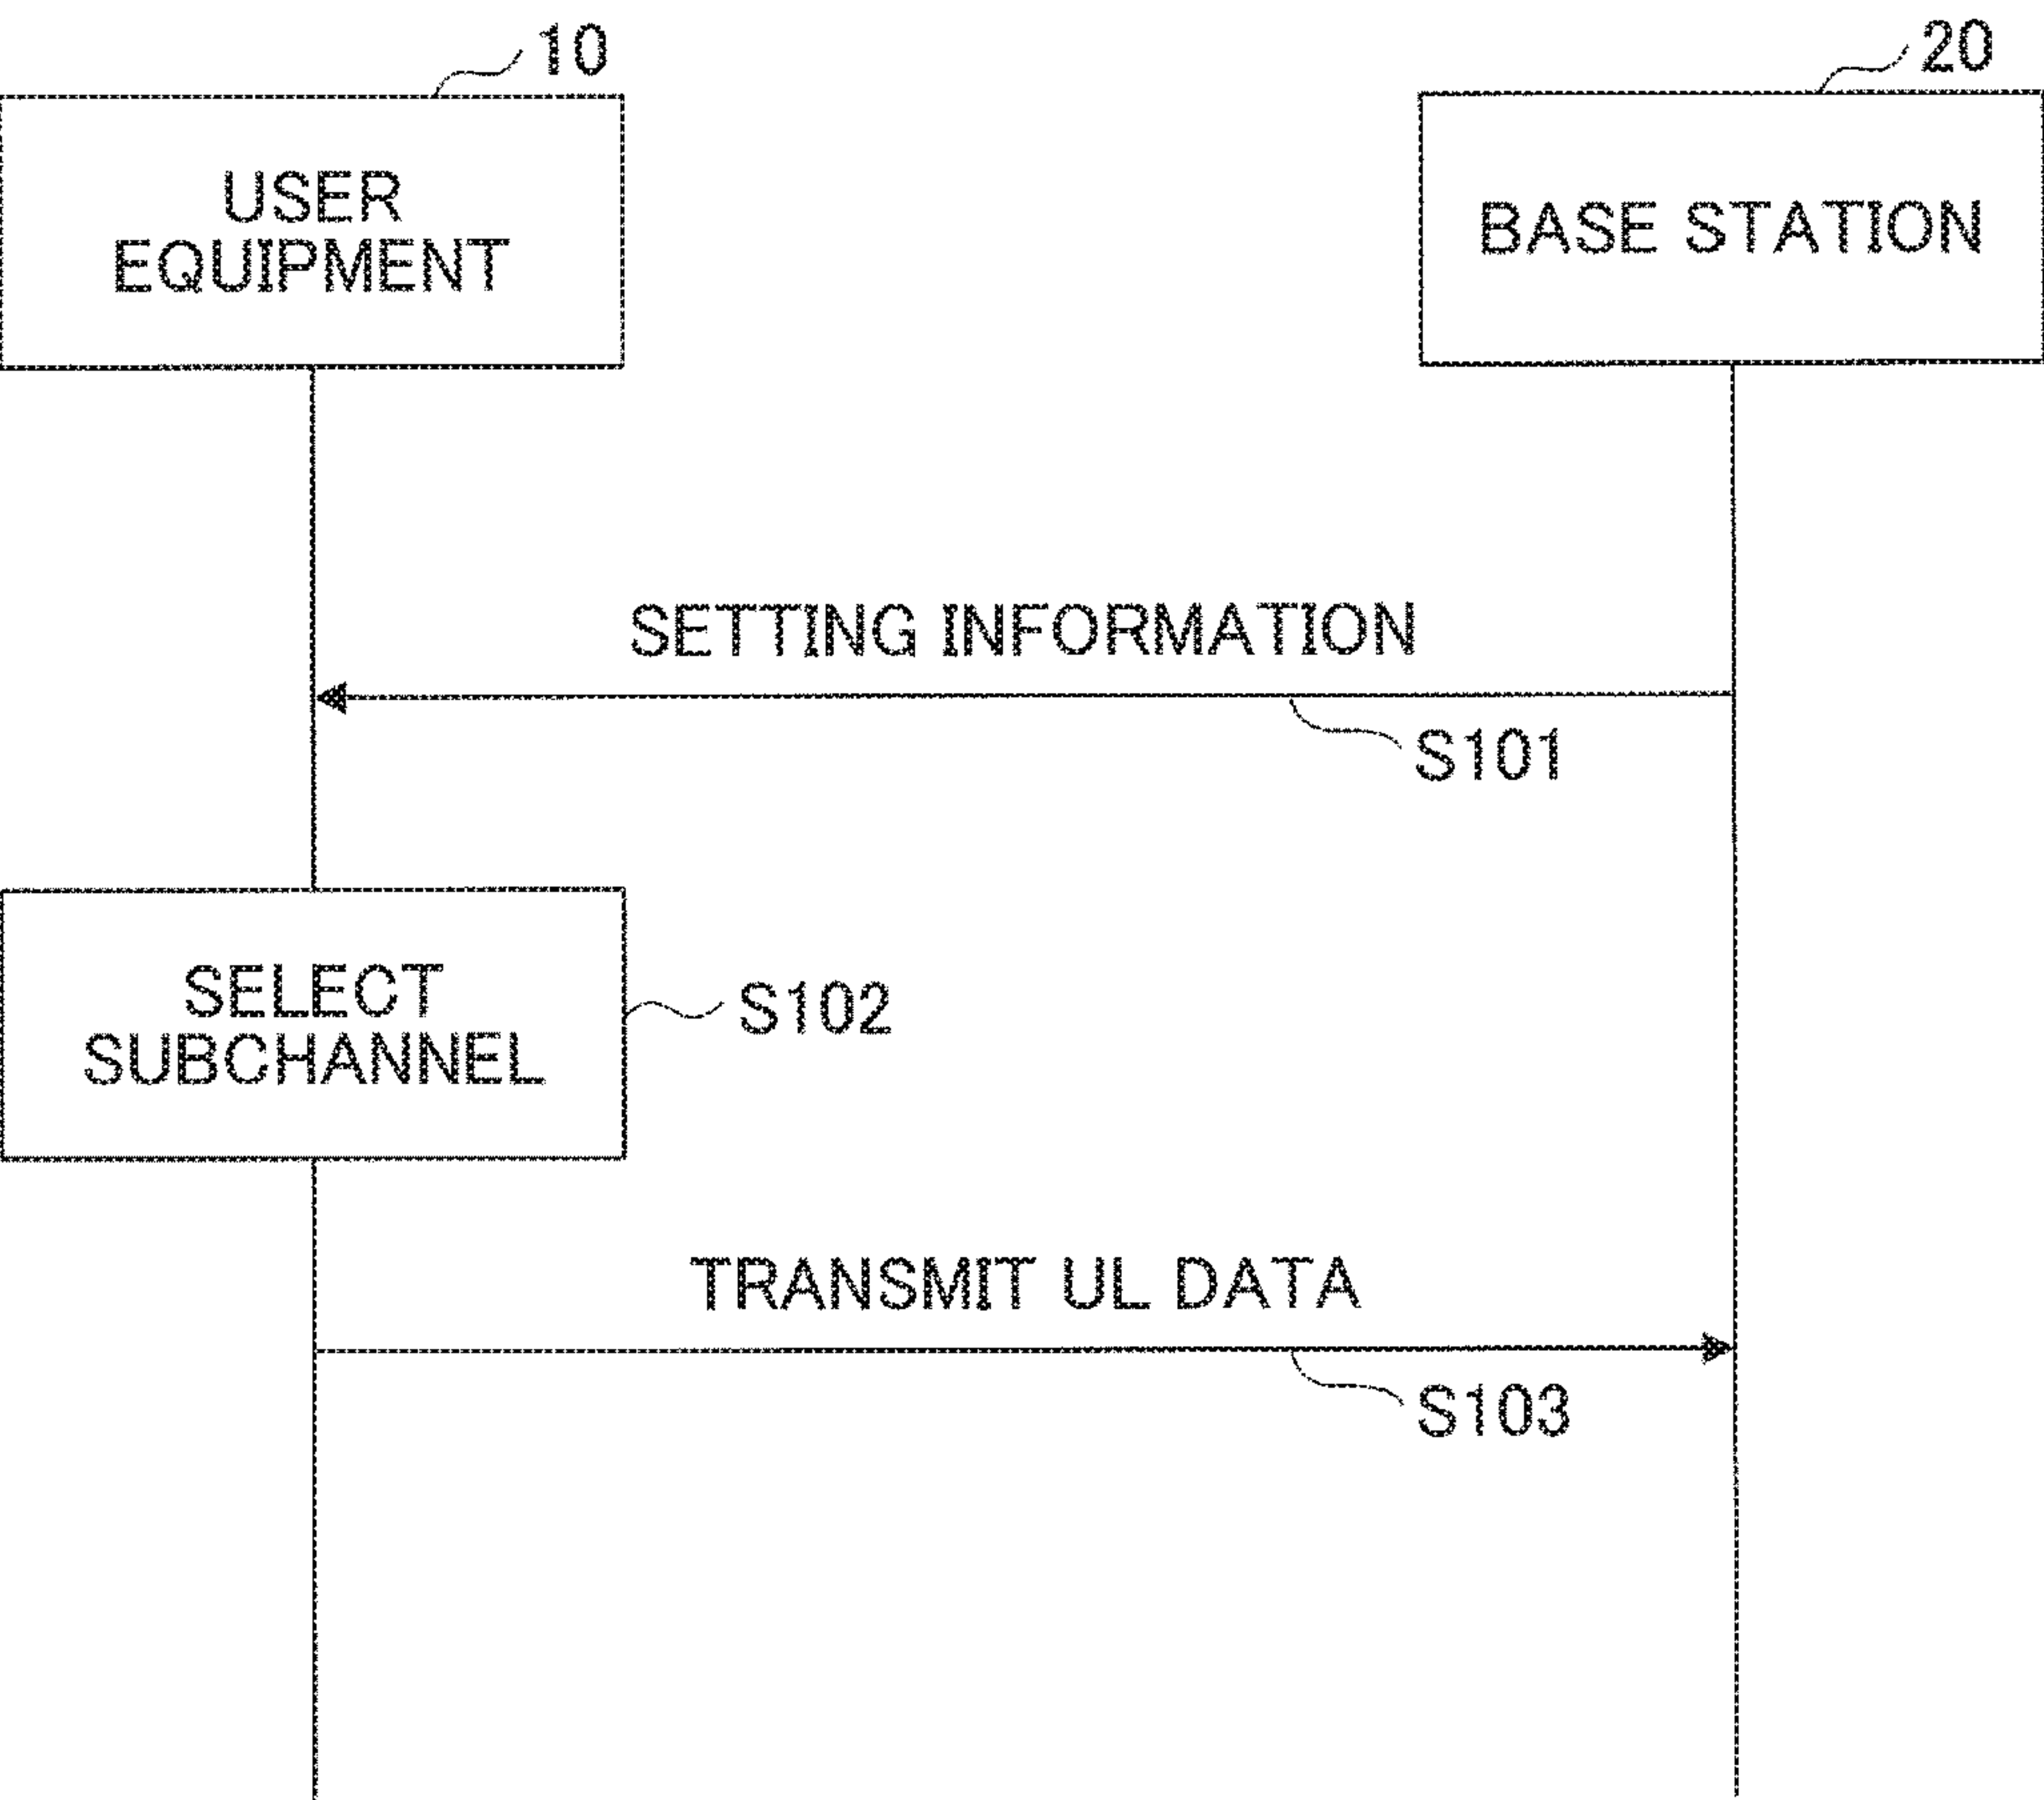 10
20
USER
EQUIPMENT
BASE STATION
SETTING INFORMATION
S101
SELECT
SUBCHANNEL
S102
TRANSMIT UL DATA
S103